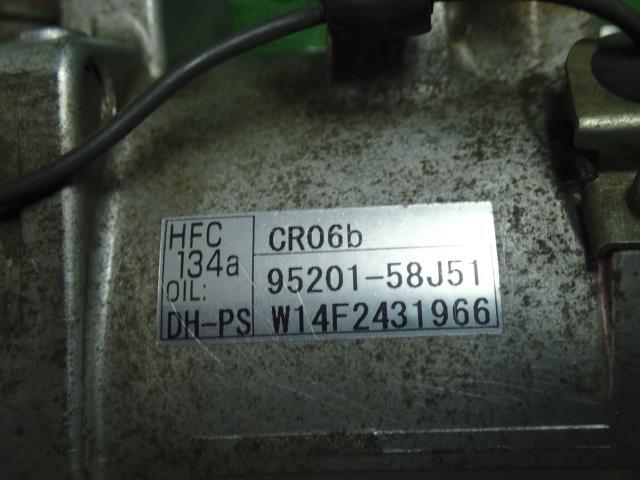 HFC
134a
OIL:
DH-PS
CR06b
95201-58J51
W14F2431966